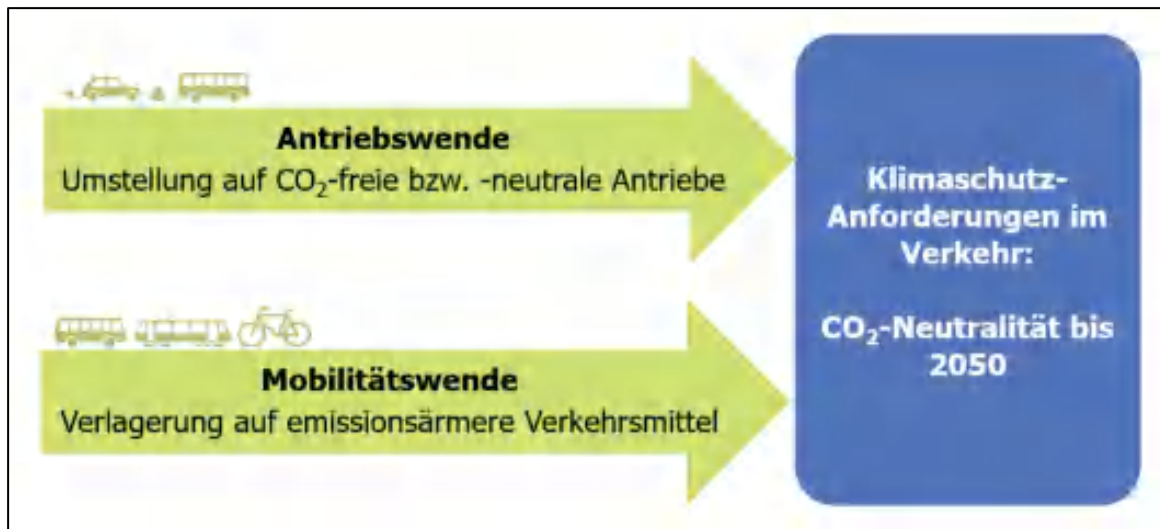 Antriebswende
Umstellung auf CO₂-freie bzw. -neutrale Antriebe
Mobilitätswende
Verlagerung auf emissionsärmere Verkehrsmittel
Klimaschutz-
Anforderungen im
Verkehr:
CO₂-Neutralität bis
2050